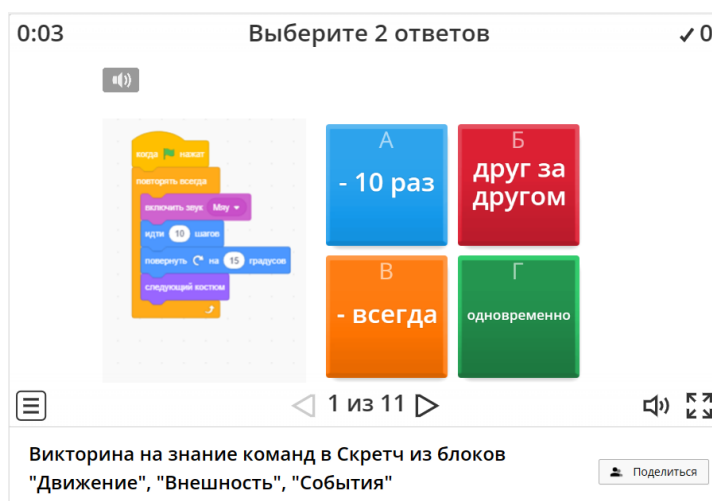 0:03
Выберите 2 ответов
0
когда нажат
повторять всегда
включить звук Мяу
идти 10 шагов
повернуть на 15 градусов
следующий костюм
А
- 10 раз
Б
друг за
другом
В
- всегда
Г
одновременно
1 из 11
Викторина на знание команд в Скретч из блоков
"Движение", "Внешность", "События"
Поделиться